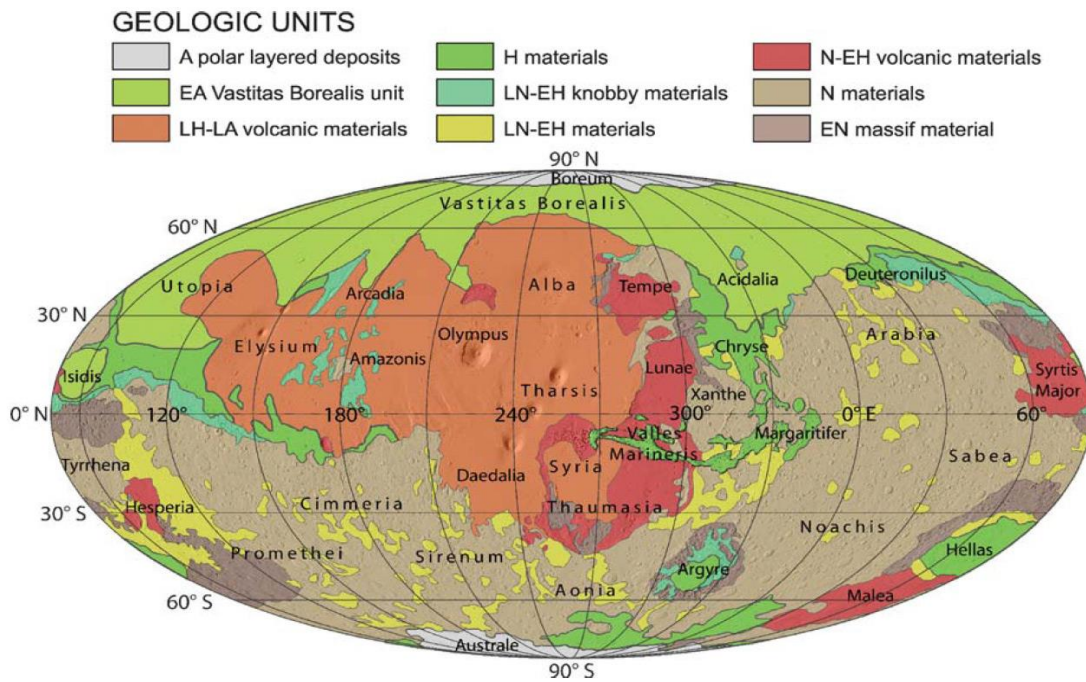 GEOLOGIC UNITS
A polar layered deposits
H materials
N-EH volcanic materials
EA Vastitas Borealis unit
LN-EH knobby materials
N materials
LH-LA volcanic materials
LN-EH materials
EN massif material
90° N
Boreum
Vastitas Borealis
60° N
Utopia
Arcadia
Alba
Tempe
Acidalia
Deuteronilus
30° N
Elysium
Olympus
Amazonis
Chryse
Arabia
Isidis
Tharsis
Lunae
Xanthe
Syrtis
Major
0° N
120°
180°
240°
300°
0° E
60°
Valles
Marineris
Margaritifer
Tyrrhena
Daedalia
Syria
Sabea
Hesperia
Cimmeria
Thaumasia
30° S
Noachis
Promethei
Sirenum
Argyre
Hellas
Aonia
Malea
60° S
Australe
90° S